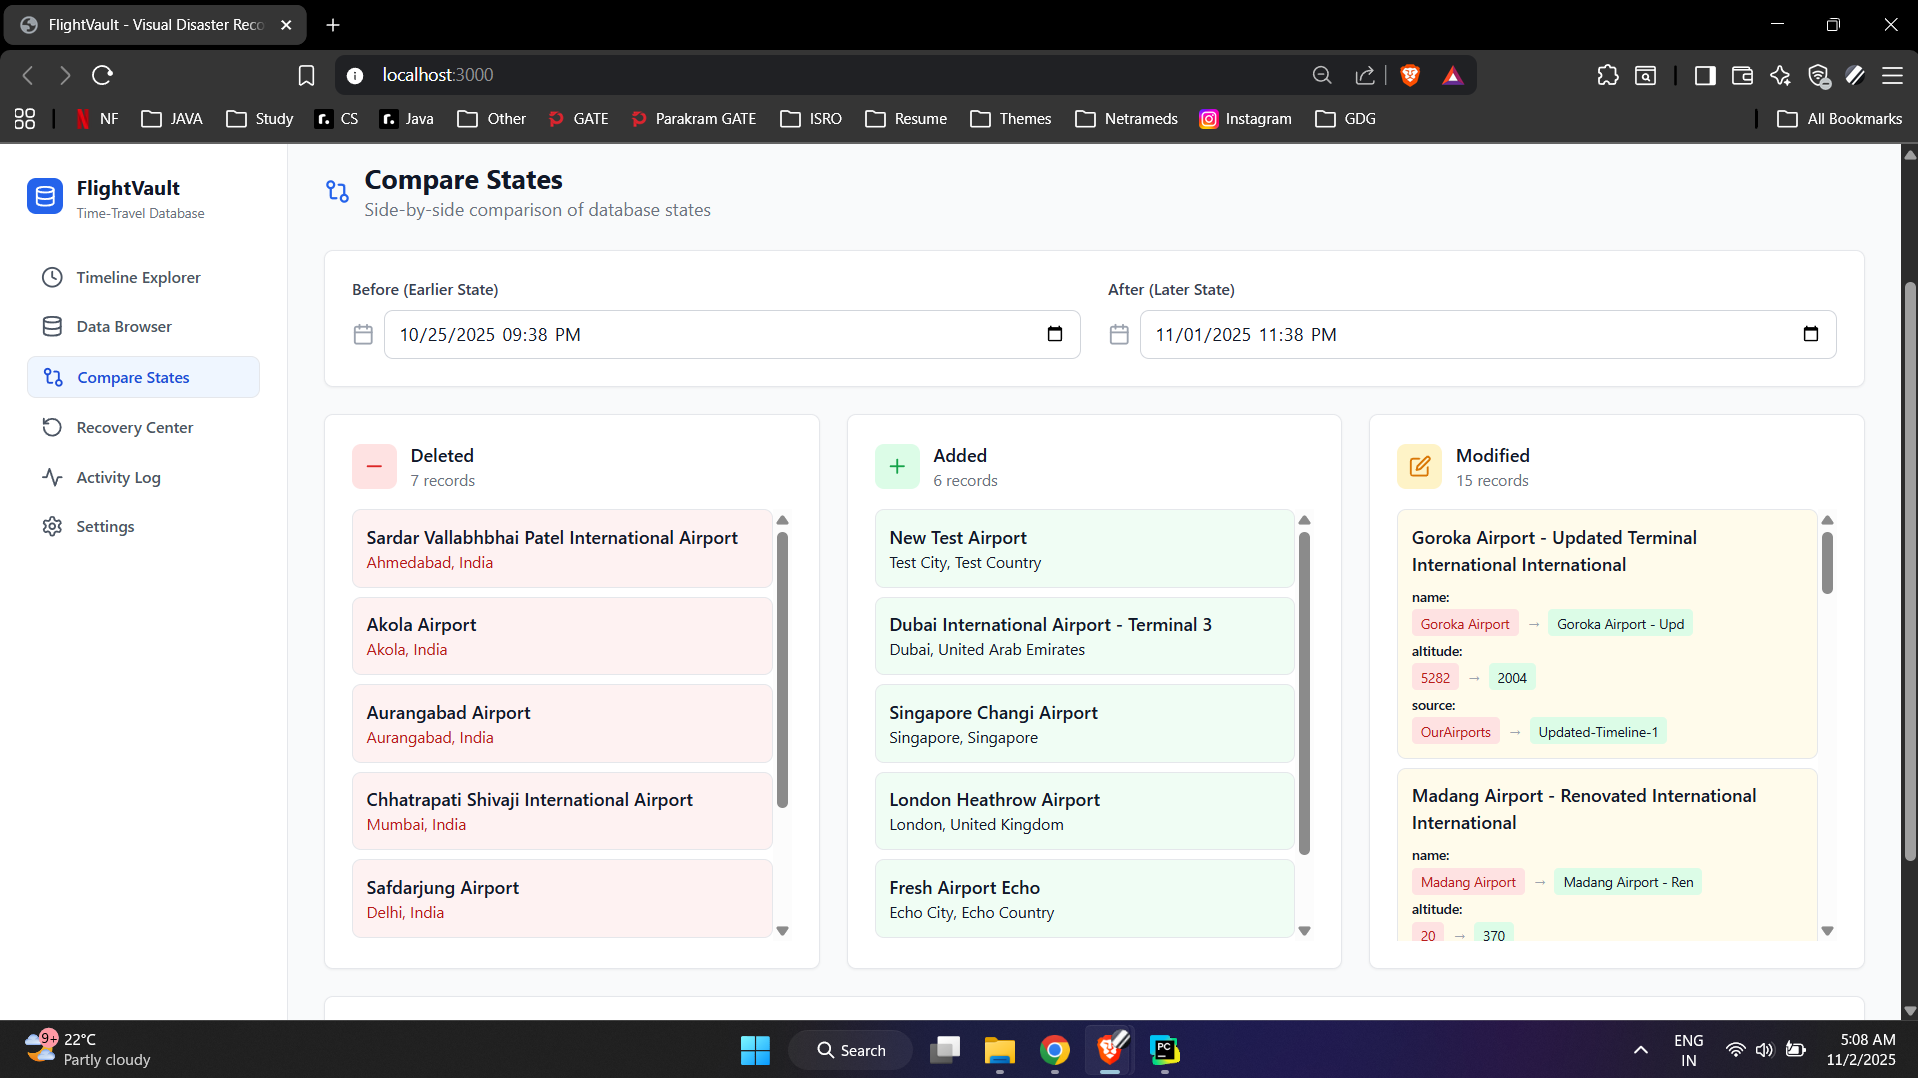 FlightVault - Visual Disaster Reco
localhost:3000
NF
JAVA
Study
CS
Java
Other
GATE
Parakram GATE
ISRO
Resume
Themes
Netrameds
Instagram
GDG
All Bookmarks
FlightVault
Time-Travel Database
Timeline Explorer
Data Browser
Compare States
Recovery Center
Activity Log
Settings
Compare States
Side-by-side comparison of database states
Before (Earlier State)
10/25/2025 09:38 PM
After (Later State)
11/01/2025 11:38 PM
Deleted
7 records
Sardar Vallabhbhai Patel International Airport
Ahmedabad, India
Akola Airport
Akola, India
Aurangabad Airport
Aurangabad, India
Chhatrapati Shivaji International Airport
Mumbai, India
Safdarjung Airport
Delhi, India
Added
6 records
New Test Airport
Test City, Test Country
Dubai International Airport - Terminal 3
Dubai, United Arab Emirates
Singapore Changi Airport
Singapore, Singapore
London Heathrow Airport
London, United Kingdom
Fresh Airport Echo
Echo City, Echo Country
Modified
15 records
Goroka Airport - Updated Terminal
International International
name:
Goroka Airport → Goroka Airport - Upd
altitude:
5282 → 2004
source:
OurAirports → Updated-Timeline-1
Madang Airport - Renovated International
International
name:
Madang Airport → Madang Airport - Ren
altitude:
20 → 370
9+
22°C
Partly cloudy
Search
PC
ENG
IN
5:08 AM
11/2/2025